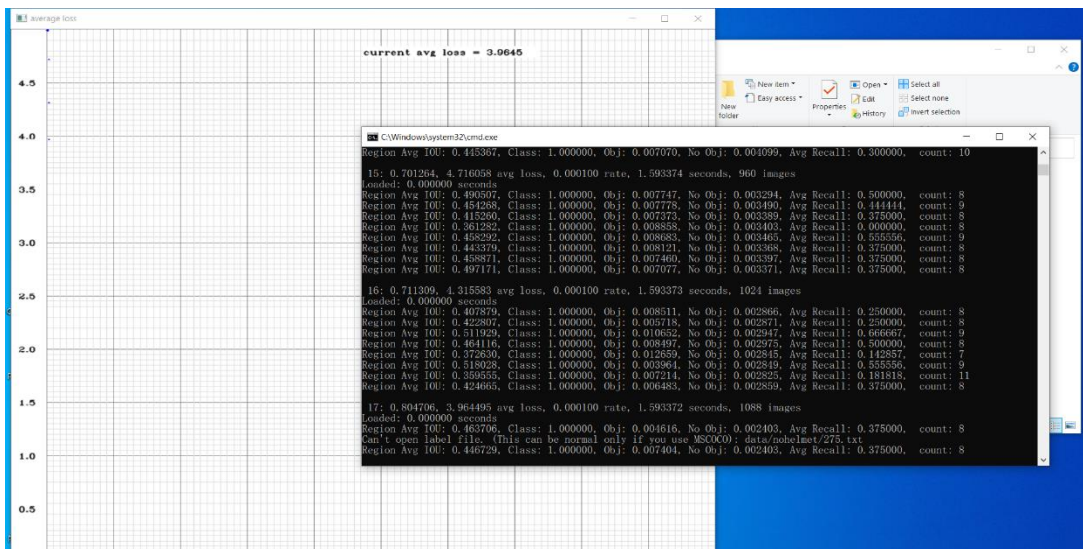 average loss
current avg loss = 3.9645
4.5
4.0
3.5
3.0
2.5
2.0
1.5
1.0
0.5
New item
Easy access
New folder
Properties
Open
Edit
History
Select all
Select none
Invert selection
C:\Windows\system32\cmd.exe
Region Avg IOU: 0.445367, Class: 1.000000, Obj: 0.007070, No Obj: 0.004099, Avg Recall: 0.300000, count: 10
15: 0.701264, 4.716058 avg loss, 0.000100 rate, 1.593374 seconds, 960 images
Loaded: 0.000000 seconds
Region Avg IOU: 0.490507, Class: 1.000000, Obj: 0.007747, No Obj: 0.003294, Avg Recall: 0.500000, count: 8
Region Avg IOU: 0.454268, Class: 1.000000, Obj: 0.007778, No Obj: 0.003490, Avg Recall: 0.444444, count: 9
Region Avg IOU: 0.415260, Class: 1.000000, Obj: 0.007373, No Obj: 0.003389, Avg Recall: 0.375000, count: 8
Region Avg IOU: 0.361282, Class: 1.000000, Obj: 0.008858, No Obj: 0.003403, Avg Recall: 0.000000, count: 8
Region Avg IOU: 0.458292, Class: 1.000000, Obj: 0.008683, No Obj: 0.003465, Avg Recall: 0.555556, count: 9
Region Avg IOU: 0.443379, Class: 1.000000, Obj: 0.008121, No Obj: 0.003368, Avg Recall: 0.375000, count: 8
Region Avg IOU: 0.458871, Class: 1.000000, Obj: 0.007460, No Obj: 0.003397, Avg Recall: 0.375000, count: 8
Region Avg IOU: 0.497171, Class: 1.000000, Obj: 0.007077, No Obj: 0.003371, Avg Recall: 0.375000, count: 8
16: 0.711309, 4.315583 avg loss, 0.000100 rate, 1.593373 seconds, 1024 images
Loaded: 0.000000 seconds
Region Avg IOU: 0.407879, Class: 1.000000, Obj: 0.008511, No Obj: 0.002866, Avg Recall: 0.250000, count: 8
Region Avg IOU: 0.422807, Class: 1.000000, Obj: 0.005718, No Obj: 0.002871, Avg Recall: 0.250000, count: 8
Region Avg IOU: 0.511929, Class: 1.000000, Obj: 0.010652, No Obj: 0.002947, Avg Recall: 0.666667, count: 9
Region Avg IOU: 0.464116, Class: 1.000000, Obj: 0.008497, No Obj: 0.002975, Avg Recall: 0.500000, count: 8
Region Avg IOU: 0.372630, Class: 1.000000, Obj: 0.012659, No Obj: 0.002845, Avg Recall: 0.142857, count: 7
Region Avg IOU: 0.518028, Class: 1.000000, Obj: 0.003964, No Obj: 0.002849, Avg Recall: 0.555556, count: 9
Region Avg IOU: 0.359555, Class: 1.000000, Obj: 0.007214, No Obj: 0.002825, Avg Recall: 0.181818, count: 11
Region Avg IOU: 0.424665, Class: 1.000000, Obj: 0.006483, No Obj: 0.002859, Avg Recall: 0.375000, count: 8
17: 0.804706, 3.964495 avg loss, 0.000100 rate, 1.593372 seconds, 1088 images
Loaded: 0.000000 seconds
Region Avg IOU: 0.463706, Class: 1.000000, Obj: 0.004616, No Obj: 0.002403, Avg Recall: 0.375000, count: 8
Can't open label file. (This can be normal only if you use MSCOCO): data/nohelmet/275.txt
Region Avg IOU: 0.446729, Class: 1.000000, Obj: 0.007404, No Obj: 0.002403, Avg Recall: 0.375000, count: 8